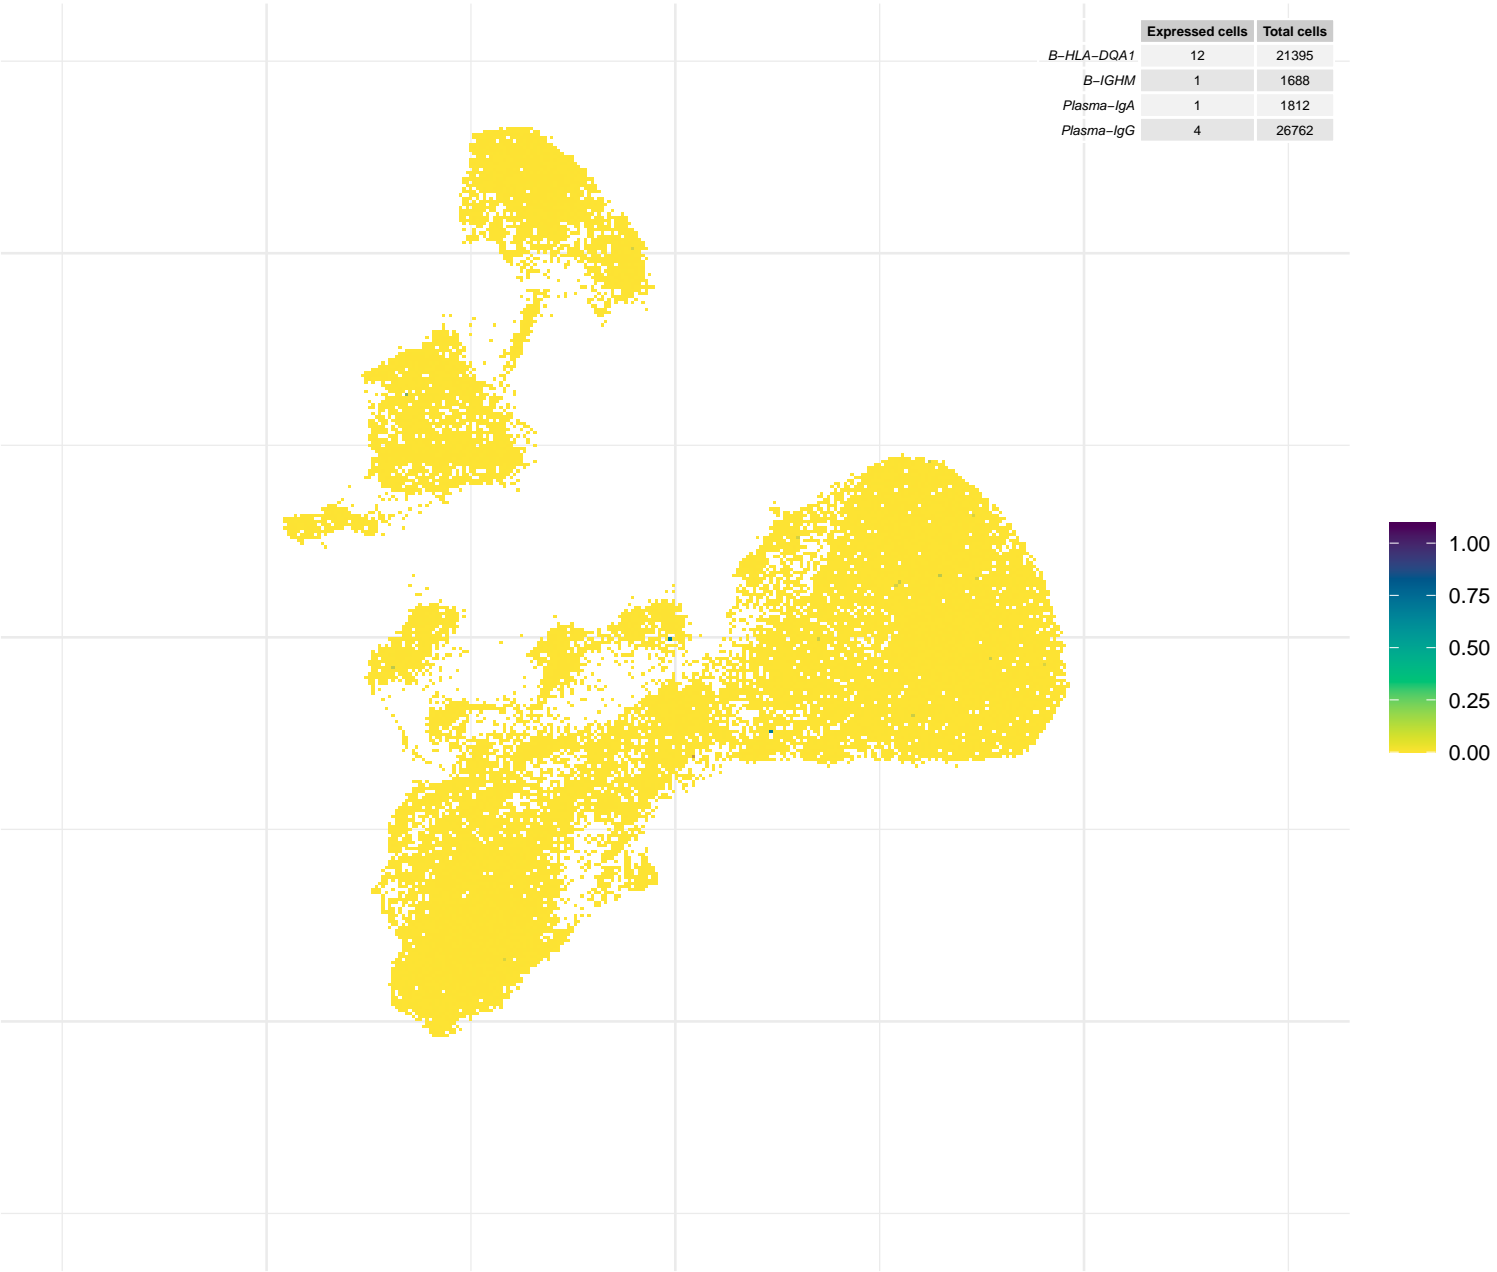 Expressed cells Total cells
B−HLA−DQA1 12 21395
B−IGHM 1 1688
Plasma−IgA 1 1812
Plasma−IgG 4 26762
1.00
0.75
0.50
0.25
0.00